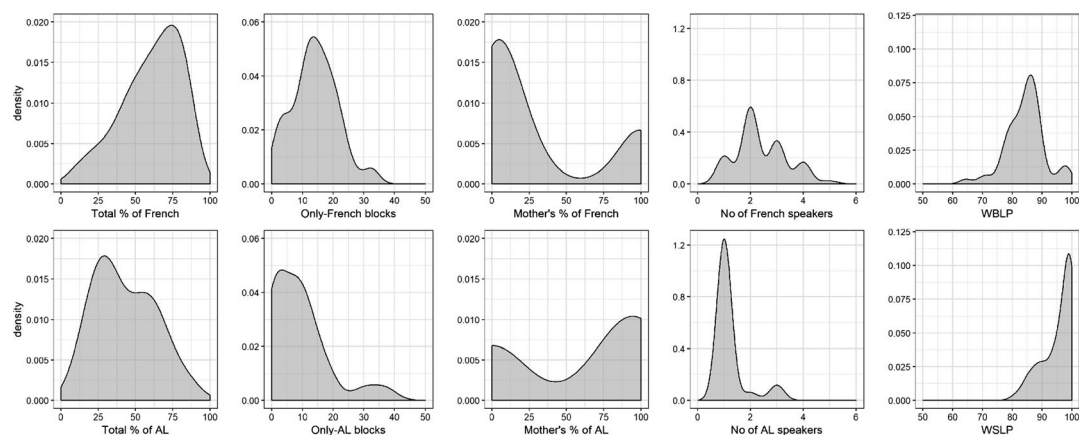 0.020
0.015
0.010
0.005
0.000
density
0 25 50 75 100
Total % of French
0.06
0.04
0.02
0.00
0 10 20 30 40 50
Only-French blocks
0.020
0.015
0.010
0.005
0.000
0 25 50 75 100
Mother's % of French
1.2
0.8
0.4
0.0
0 2 4 6
No of French speakers
0.125
0.100
0.075
0.050
0.025
0.000
50 60 70 80 90 100
WBLP
0.020
0.015
0.010
0.005
0.000
density
0 25 50 75 100
Total % of AL
0.06
0.04
0.02
0.00
0 10 20 30 40 50
Only-AL blocks
0.020
0.015
0.010
0.005
0.000
0 25 50 75 100
Mother's % of AL
1.2
0.8
0.4
0.0
0 2 4 6
No of AL speakers
0.125
0.100
0.075
0.050
0.025
0.000
50 60 70 80 90 100
WSLP